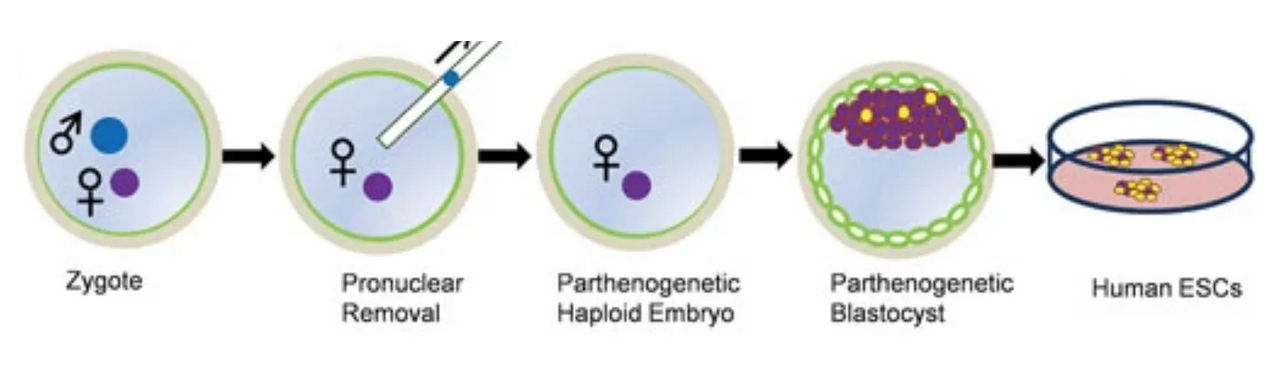 ♂
♀
♀
♀
Zygote
Pronuclear
Removal
Parthenogenetic
Haploid Embryo
Parthenogenetic
Blastocyst
Human ESCs